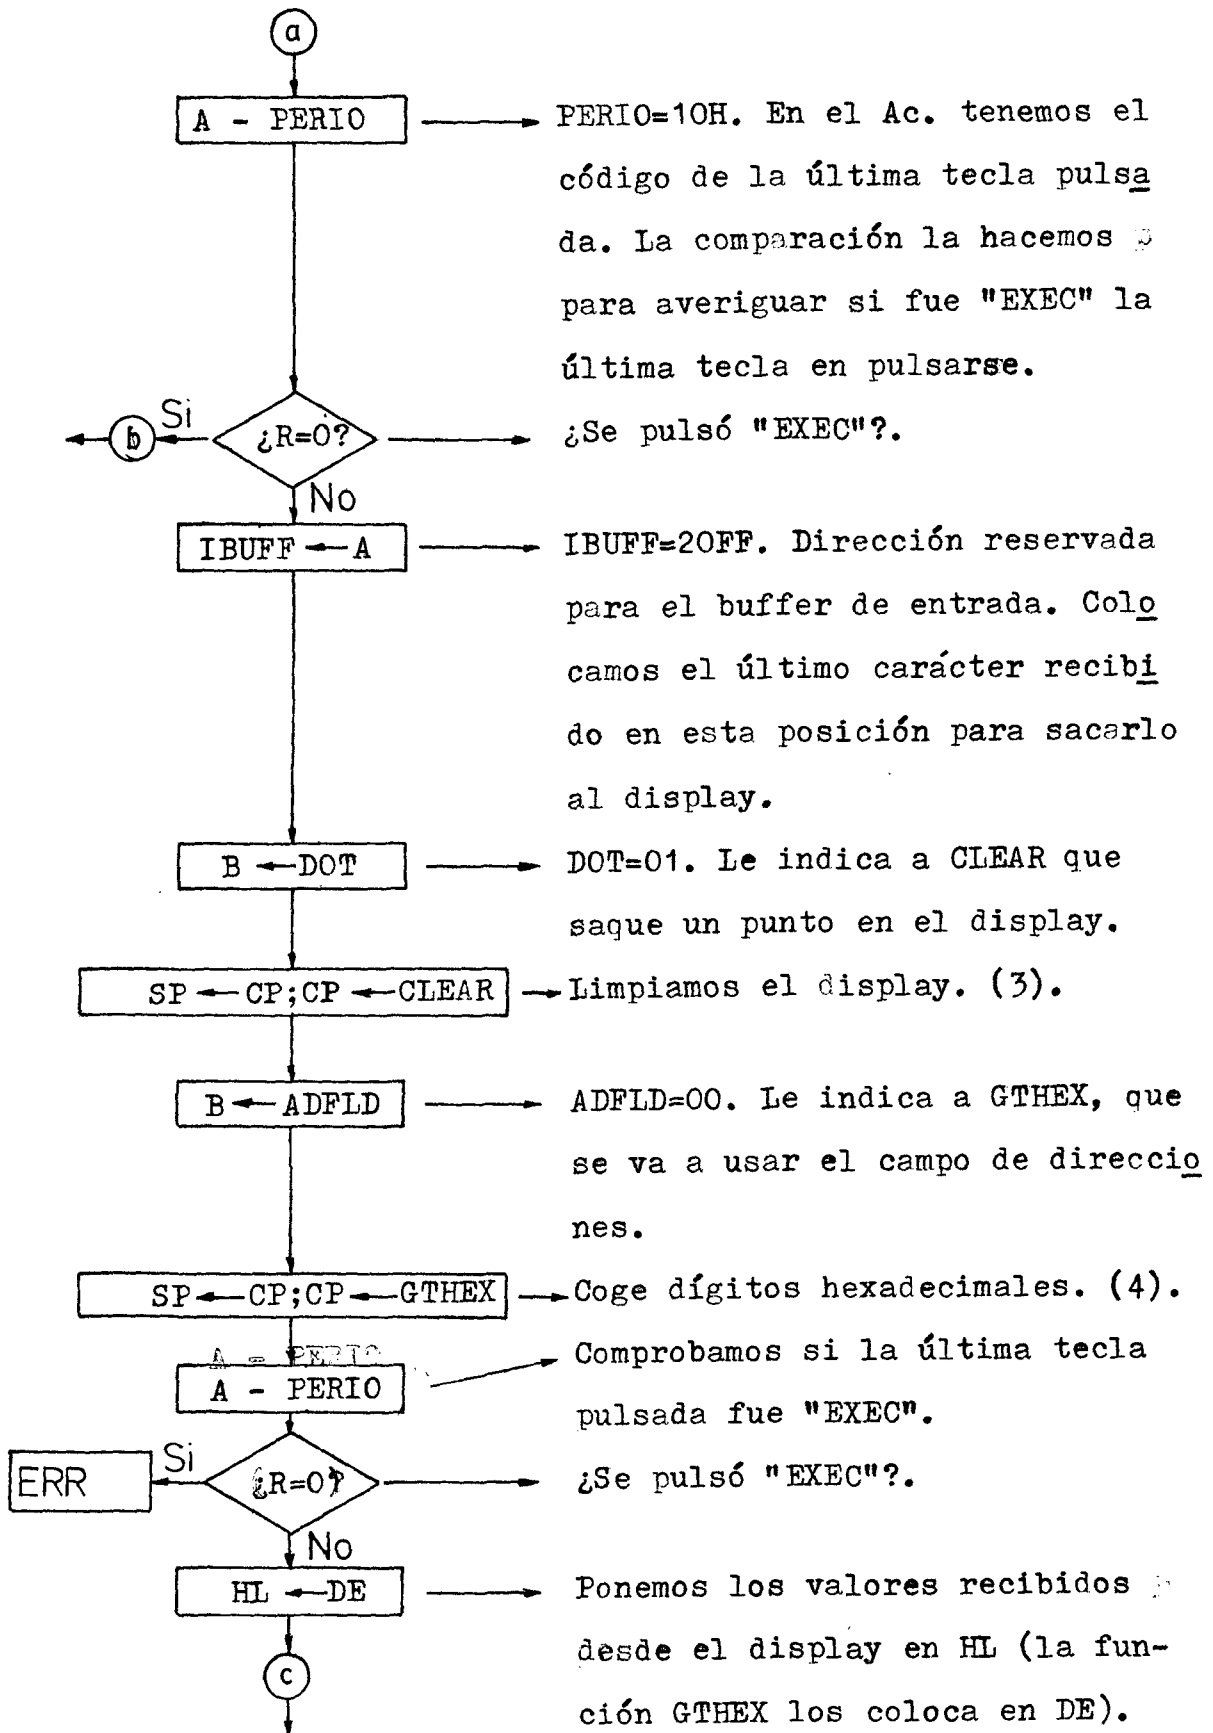 a
A - PERIO
PERIO=10H. En el Ac. tenemos el
código de la última tecla pulsa
da. La comparación la hacemos
para averiguar si fue "EXEC" la
última tecla en pulsarse.
Si
b
¿R=0?
¿Se pulsó "EXEC"?.
No
IBUFF ← A
IBUFF=20FF. Dirección reservada
para el buffer de entrada. Colo
camos el último carácter recibi
do en esta posición para sacarlo
al display.
B ← DOT
DOT=01. Le indica a CLEAR que
saque un punto en el display.
SP ← CP;CP ← CLEAR
Limpiamos el display. (3).
B ← ADFLD
ADFLD=00. Le indica a GTHEX, que
se va a usar el campo de direccio
nes.
SP ← CP;CP ← GTHEX
Coge dígitos hexadecimales. (4).
A - PERIO
A - PERIO
Comprobamos si la última tecla
pulsada fue "EXEC".
Si
ERR
¿R=0?
¿Se pulsó "EXEC"?.
No
HL ← DE
Ponemos los valores recibidos
desde el display en HL (la fun-
ción GTHEX los coloca en DE).
c